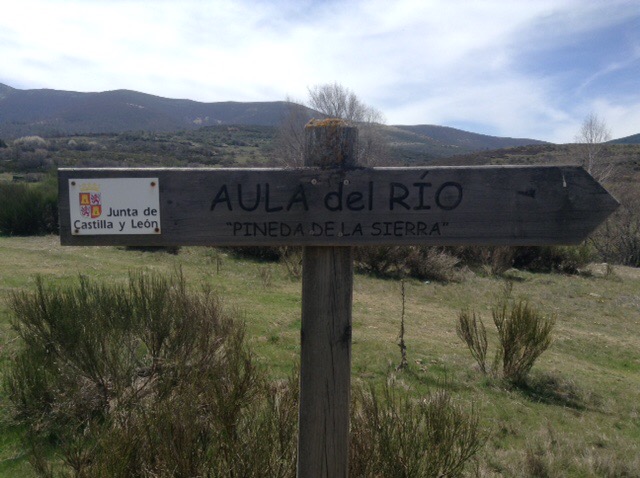 AULA del RÍO
"PINEDA DE LA SIERRA"
Junta de
Castilla y León